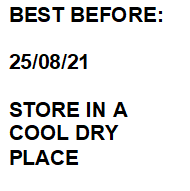 BEST BEFORE:
25/08/21
STORE IN A
COOL DRY
PLACE